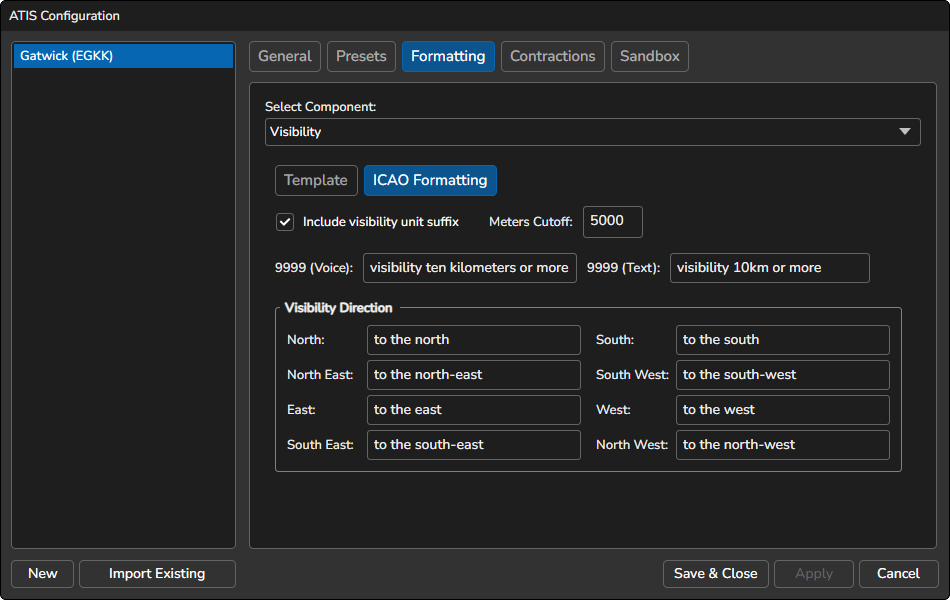 ATIS Configuration
Gatwick (EGKK)
General Presets Formatting Contractions Sandbox
Select Component:
Visibility
Template ICAO Formatting
Include visibility unit suffix Meters Cutoff: 5000
9999 (Voice): visibility ten kilometers or more 9999 (Text): visibility 10km or more
Visibility Direction
North: to the north South: to the south
North East: to the north-east South West: to the south-west
East: to the east West: to the west
South East: to the south-east North West: to the north-west
New Import Existing Save & Close Apply Cancel